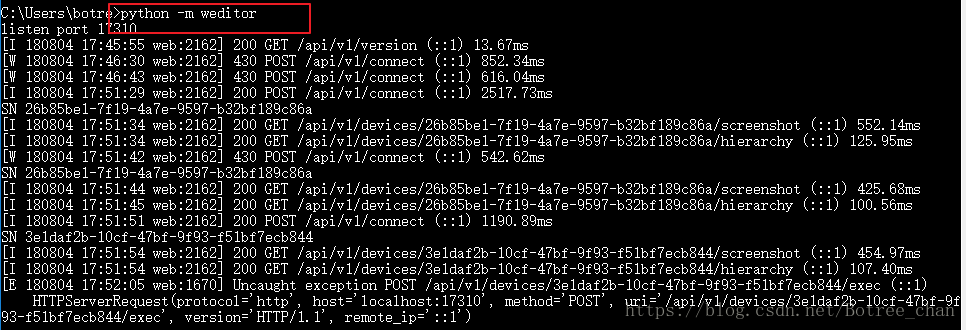 C:\Users\botre>python -m weditor
listen port 17310
[I 180804 17:45:55 web:2162] 200 GET /api/v1/version (::1) 13.67ms
[W 180804 17:46:30 web:2162] 430 POST /api/v1/connect (::1) 852.34ms
[W 180804 17:46:43 web:2162] 430 POST /api/v1/connect (::1) 616.04ms
[W 180804 17:51:29 web:2162] 430 POST /api/v1/connect (::1) 2517.73ms
SN 26b85be1-7f19-4a7e-9597-b32bf189c86a
[I 180804 17:51:34 web:2162] 200 GET /api/v1/devices/26b85be1-7f19-4a7e-9597-b32bf189c86a/screenshot (::1) 552.14ms
[I 180804 17:51:34 web:2162] 200 GET /api/v1/devices/26b85be1-7f19-4a7e-9597-b32bf189c86a/hierarchy (::1) 125.95ms
[W 180804 17:51:42 web:2162] 430 POST /api/v1/connect (::1) 542.62ms
SN 26b85be1-7f19-4a7e-9597-b32bf189c86a
[I 180804 17:51:44 web:2162] 200 GET /api/v1/devices/26b85be1-7f19-4a7e-9597-b32bf189c86a/screenshot (::1) 425.68ms
[I 180804 17:51:45 web:2162] 200 GET /api/v1/devices/26b85be1-7f19-4a7e-9597-b32bf189c86a/hierarchy (::1) 100.56ms
[I 180804 17:51:51 web:2162] 200 POST /api/v1/connect (::1) 1190.89ms
SN 3e1daf2b-10cf-47bf-9f93-f51bf7ecb844
[I 180804 17:51:54 web:2162] 200 GET /api/v1/devices/3e1daf2b-10cf-47bf-9f93-f51bf7ecb844/screenshot (::1) 454.97ms
[I 180804 17:51:54 web:2162] 200 GET /api/v1/devices/3e1daf2b-10cf-47bf-9f93-f51bf7ecb844/hierarchy (::1) 107.40ms
[E 180804 17:52:05 web:1670] Uncaught exception POST /api/v1/devices/3e1daf2b-10cf-47bf-9f93-f51bf7ecb844/exec (::1)
HTTPServerRequest(protocol='http', host='localhost:17310', method='POST', uri='/api/v1/devices/3e1daf2b-10cf-47bf-9f
93-f51bf7ecb844/exec', version='HTTP/1.1', remote_ip='::1')
https://blog.csdn.net/Botree_chan